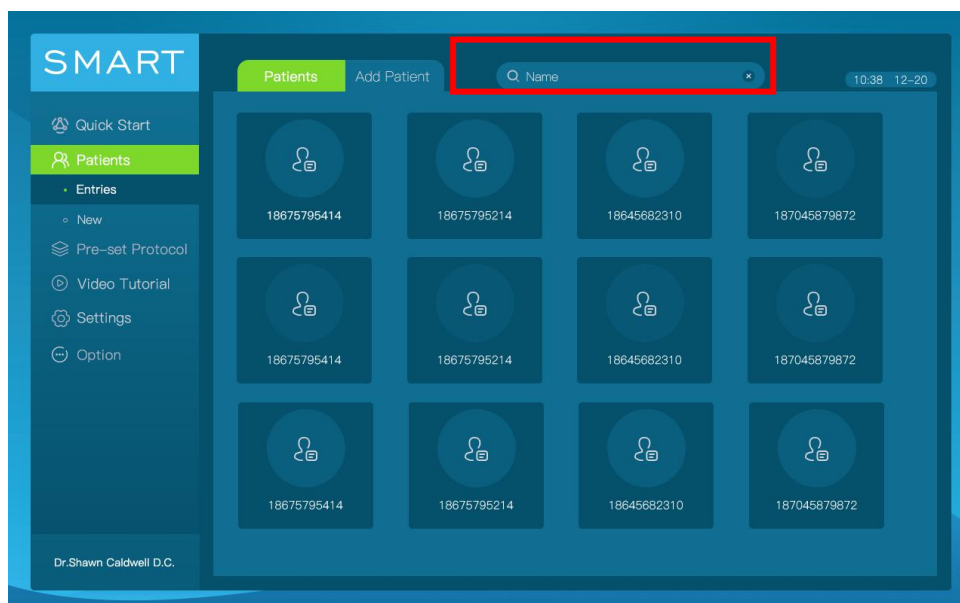 SMART
Patients
Add Patient
Name
10:38 12-20
Quick Start
Patients
Entries
New
Pre-set Protocol
Video Tutorial
Settings
Option
18675795414 18675795214 18645682310 187045879872
18675795414 18675795214 18645682310 187045879872
18675795414 18675795214 18645682310 187045879872
Dr.Shawn Caldwell D.C.